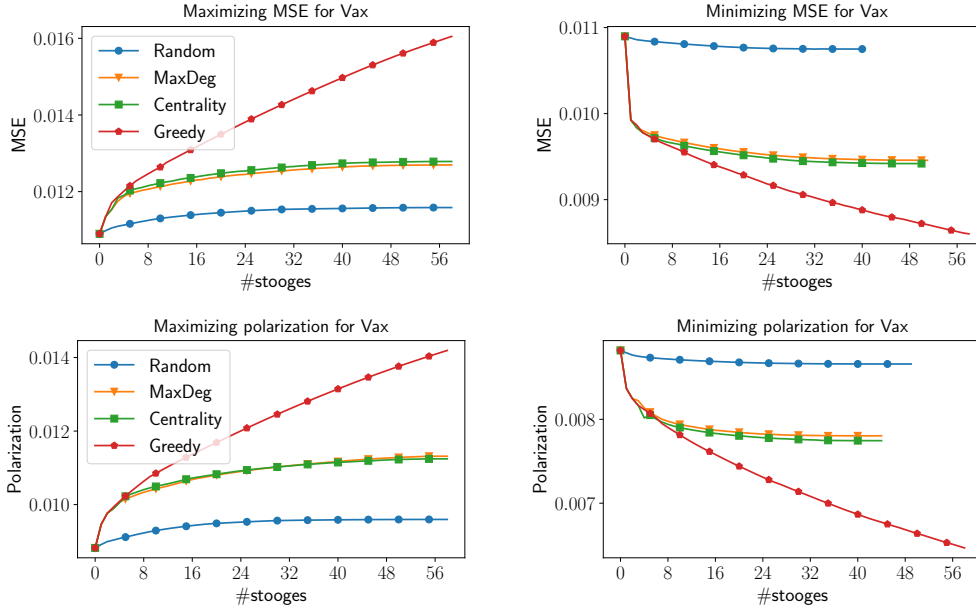 Maximizing MSE for Vax
0.016
0.014
0.012
MSE
Random
MaxDeg
Centrality
Greedy
0 8 16 24 32 40 48 56
#stooges
Minimizing MSE for Vax
0.011
0.010
0.009
MSE
0 8 16 24 32 40 48 56
#stooges
Maximizing polarization for Vax
0.014
0.012
0.010
Polarization
Random
MaxDeg
Centrality
Greedy
0 8 16 24 32 40 48 56
#stooges
Minimizing polarization for Vax
0.008
0.007
Polarization
0 8 16 24 32 40 48 56
#stooges